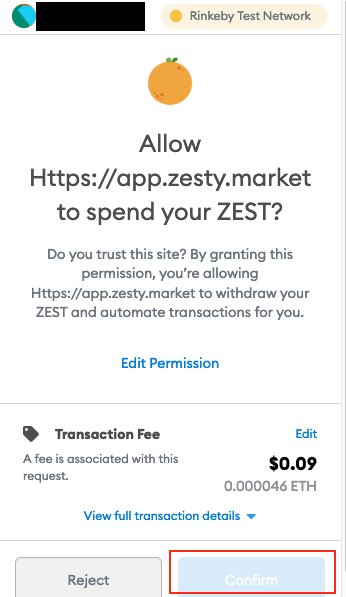 Rinkeby Test Network
Allow
Https://app.zesty.market
to spend your ZEST?
Do you trust this site? By granting this
permission, you're allowing
Https://app.zesty.market to withdraw your
ZEST and automate transactions for you.
Edit Permission
Transaction Fee
Edit
A fee is associated with this
request.
$0.09
0.000046 ETH
View full transaction details
Reject
Confirm